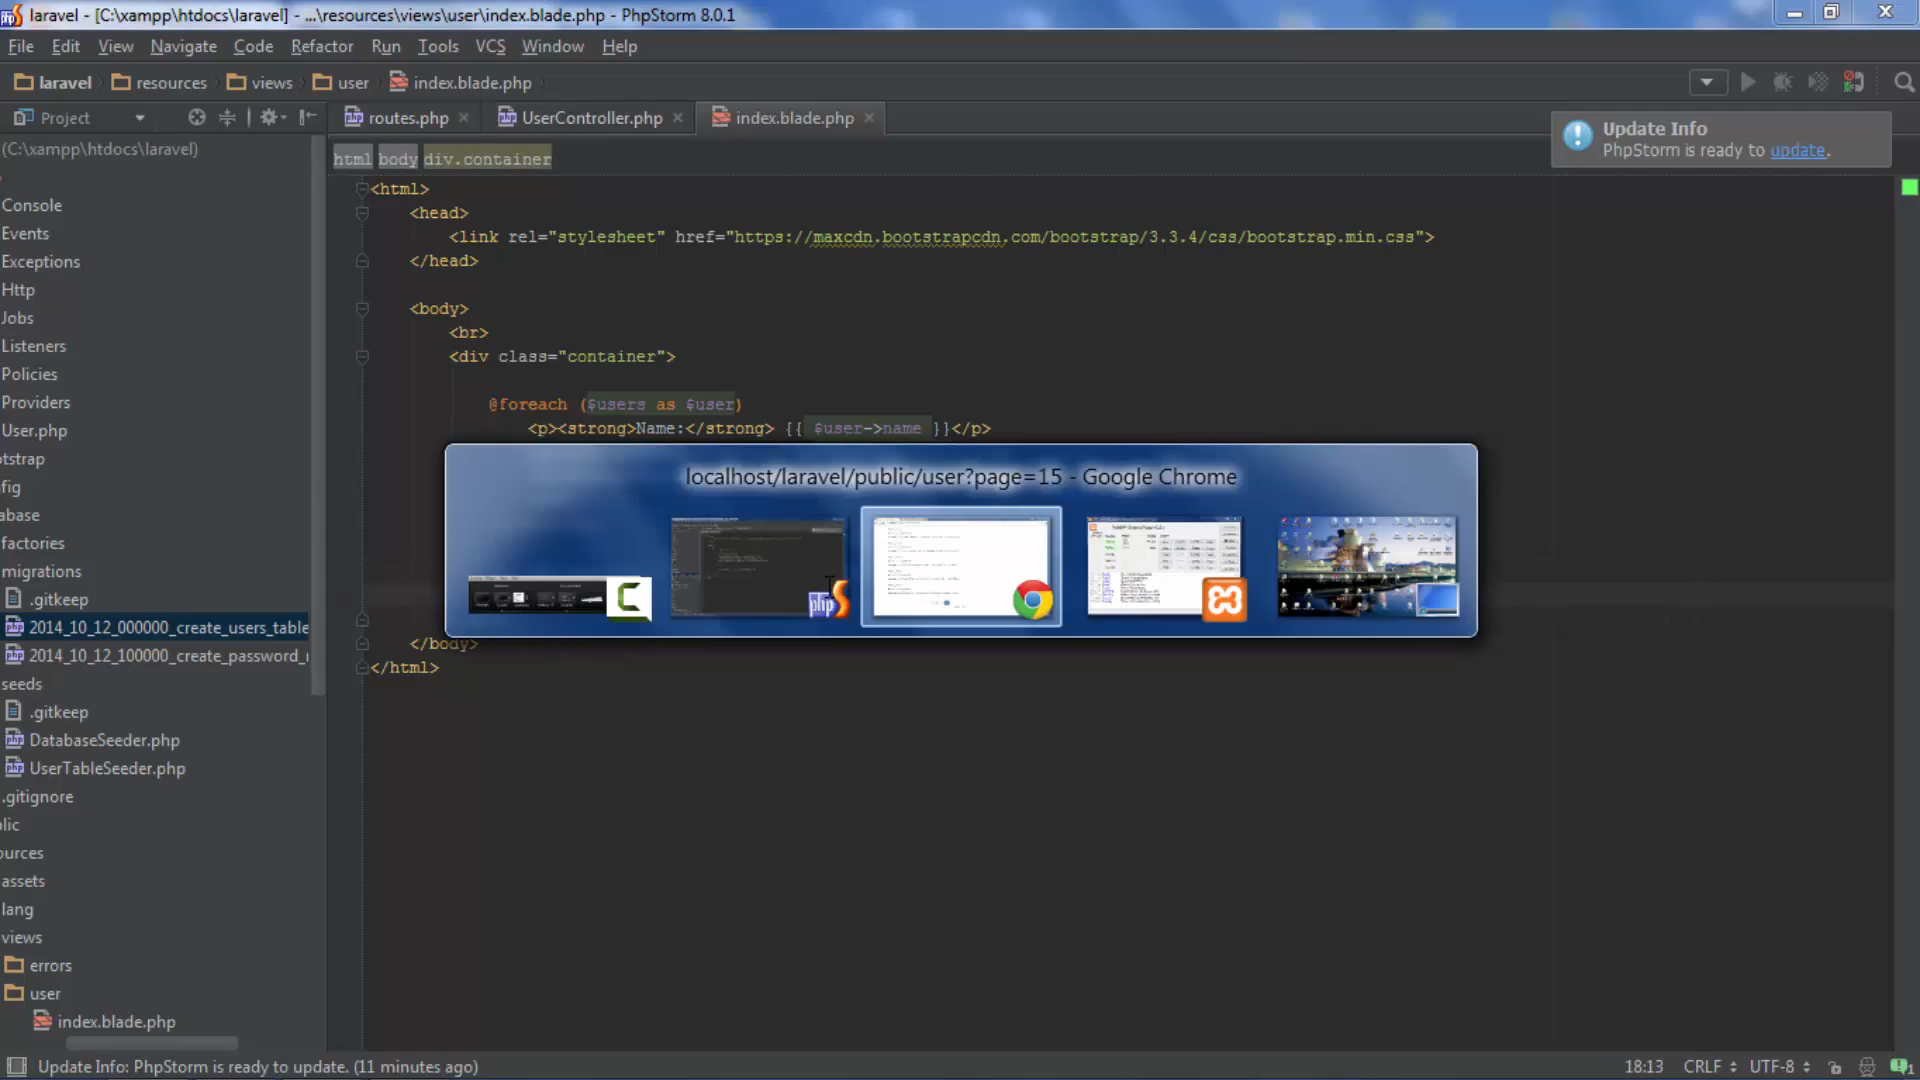 laravel - [C:\xampp\htdocs\laravel] - ...\resources\views\user\index.blade.php - PhpStorm 8.0.1
File Edit View Navigate Code Refactor Run Tools VCS Window Help
laravel resources views user index.blade.php
Project
routes.php UserController.php index.blade.php
Update Info
PhpStorm is ready to update.
(C:\xampp\htdocs\laravel)
html body div.container
<html>
<head>
<link rel="stylesheet" href="https://maxcdn.bootstrapcdn.com/bootstrap/3.3.4/css/bootstrap.min.css">
</head>
<body>
<br>
<div class="container">
@foreach ($users as $user)
<p><strong>Name:</strong> {{ $user->name }}</p>
localhost/laravel/public/user?page=15 - Google Chrome
</body>
</html>
Console
Events
Exceptions
Http
Jobs
Listeners
Policies
Providers
User.php
tstrap
fig
abase
factories
migrations
.gitkeep
2014_10_12_000000_create_users_table
2014_10_12_100000_create_password_
seeds
.gitkeep
DatabaseSeeder.php
UserTableSeeder.php
.gitignore
lic
ources
assets
lang
views
errors
user
index.blade.php
Update Info: PhpStorm is ready to update. (11 minutes ago)
18:13 CRLF UTF-8 1